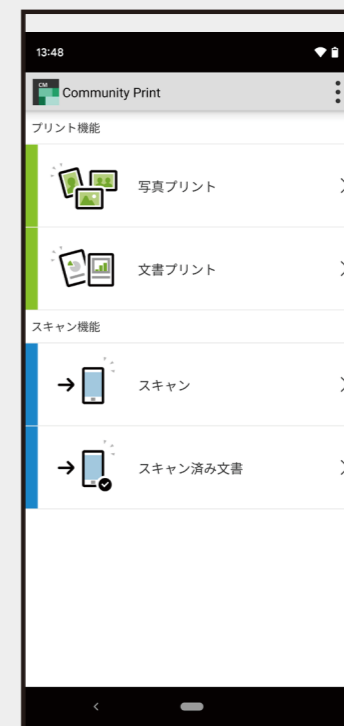 13:48
CM
Community Print
プリント機能
写真プリント
文書プリント
スキャン機能
スキャン
スキャン済み文書